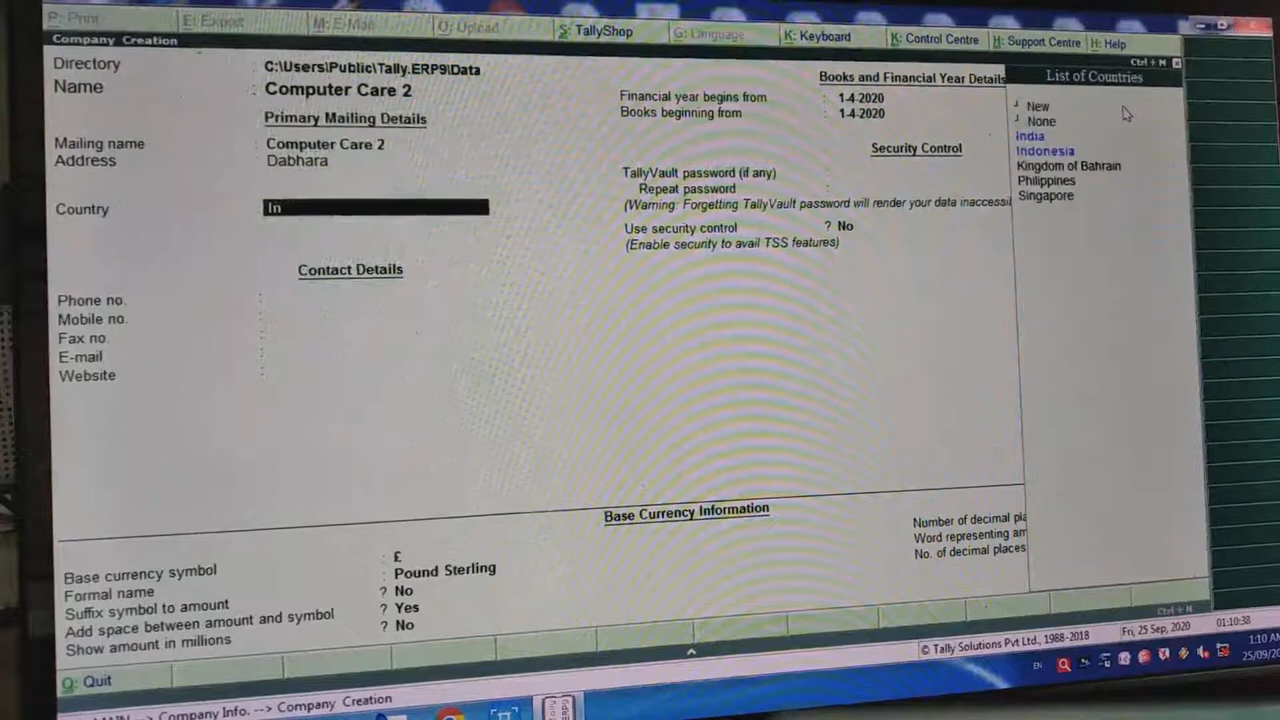 P: Print E: Export M: E-Mail O: Upload S: TallyShop G: Language K: Keyboard K: Control Centre H: Support Centre H: Help
Company Creation Ctrl + M
Directory : C:\Users\Public\Tally.ERP9\Data
Name : Computer Care 2
Primary Mailing Details
Mailing name : Computer Care 2
Address : Dabhara
Country In
Contact Details
Phone no. :
Mobile no. :
Fax no. :
E-mail :
Website :
Books and Financial Year Details
Financial year begins from : 1-4-2020
Books beginning from : 1-4-2020
Security Control
TallyVault password (if any) :
Repeat password :
(Warning: Forgetting TallyVault password will render your data inaccessi
Use security control ? No
(Enable security to avail TSS features)
List of Countries
New
None
India
Indonesia
Kingdom of Bahrain
Philippines
Singapore
Base Currency Information
Base currency symbol : £
Formal name : Pound Sterling
Suffix symbol to amount ? No
Add space between amount and symbol ? Yes
Show amount in millions ? No
Number of decimal pla
Word representing am
No. of decimal places
Q: Quit
Ctrl + N
© Tally Solutions Pvt Ltd., 1988-2018 Fri, 25 Sep, 2020 01:10:38
--> Company Info. --> Company Creation
EN 1:10 AM
25/09/20